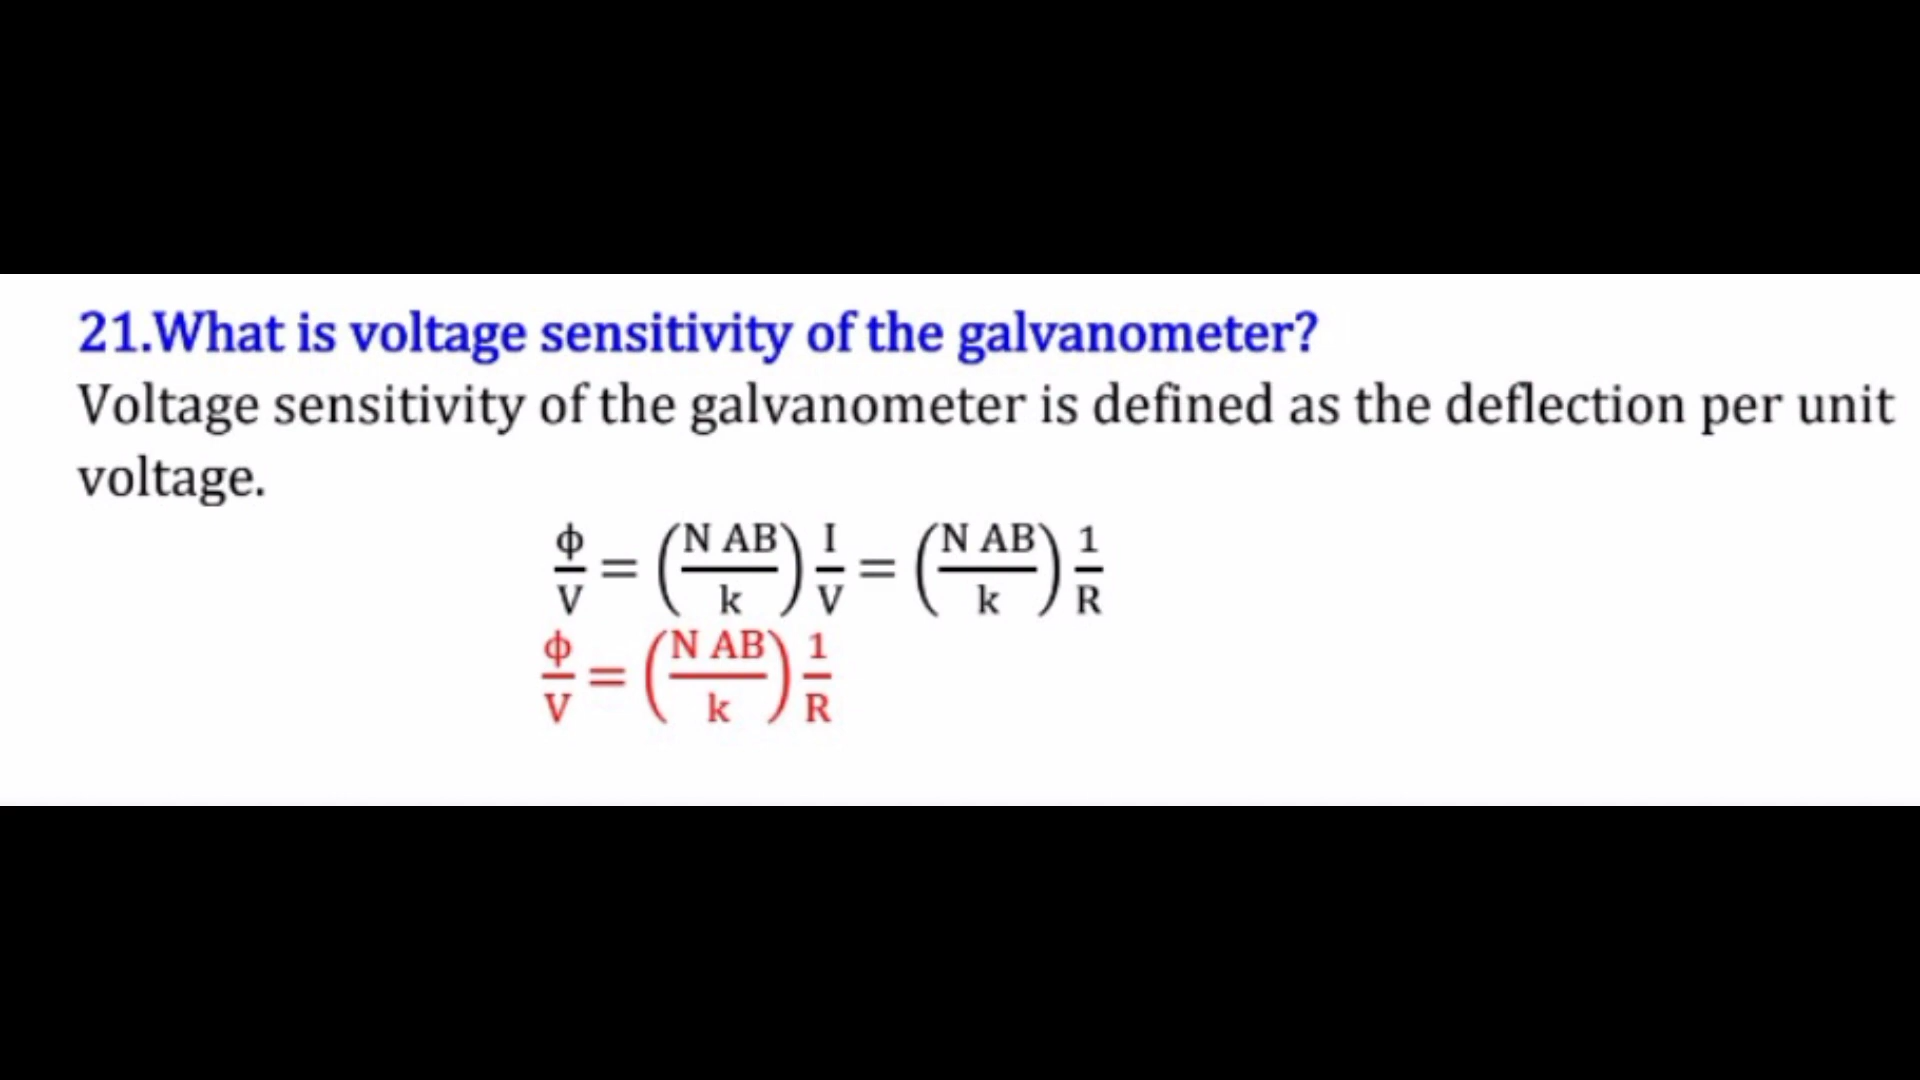 21.What is voltage sensitivity of the galvanometer?
Voltage sensitivity of the galvanometer is defined as the deflection per unit
voltage.
ϕ/V = (N AB/k) I/V = (N AB/k) 1/R
ϕ/V = (N AB/k) 1/R